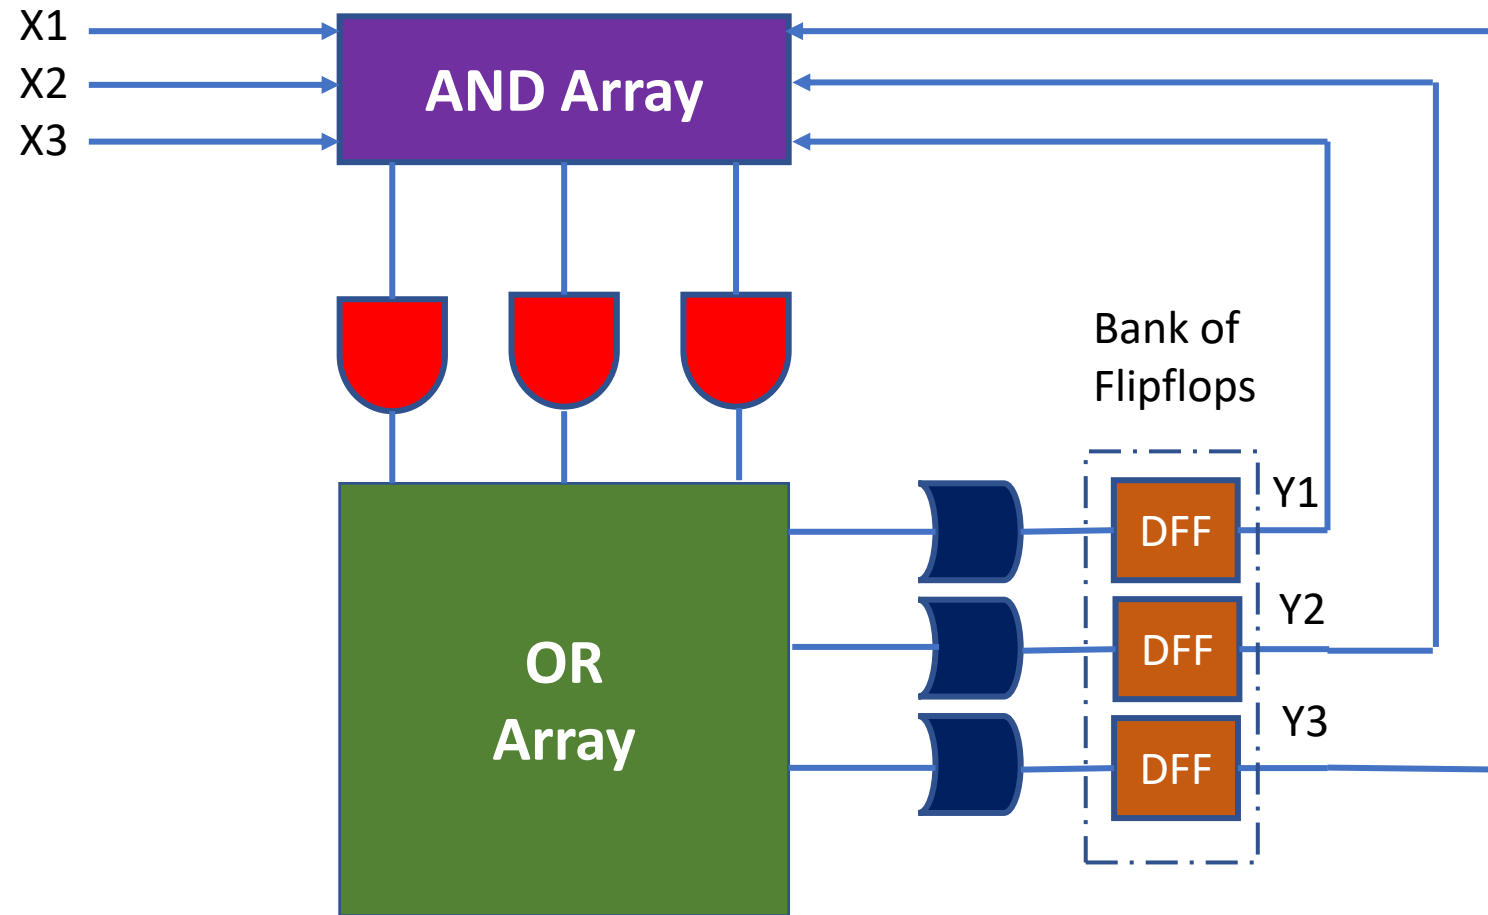 X1
X2
X3
AND Array
Bank of
Flipflops
Y1
DFF
Y2
DFF
Y3
DFF
OR
Array